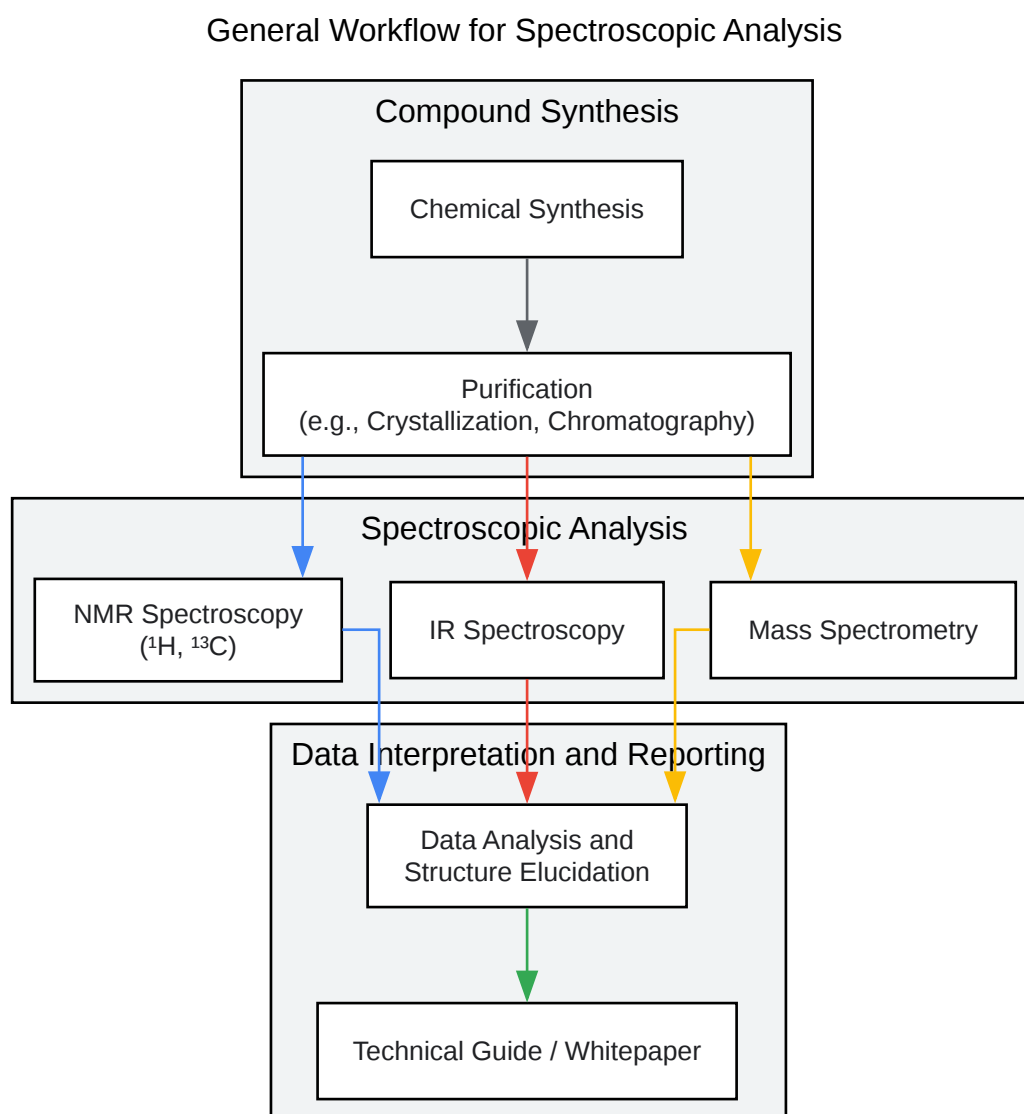 General Workflow for Spectroscopic Analysis
Compound Synthesis
Chemical Synthesis
Purification
(e.g., Crystallization, Chromatography)
Spectroscopic Analysis
NMR Spectroscopy
(¹H, ¹³C)
IR Spectroscopy
Mass Spectrometry
Data Interpretation and Reporting
Data Analysis and
Structure Elucidation
Technical Guide / Whitepaper